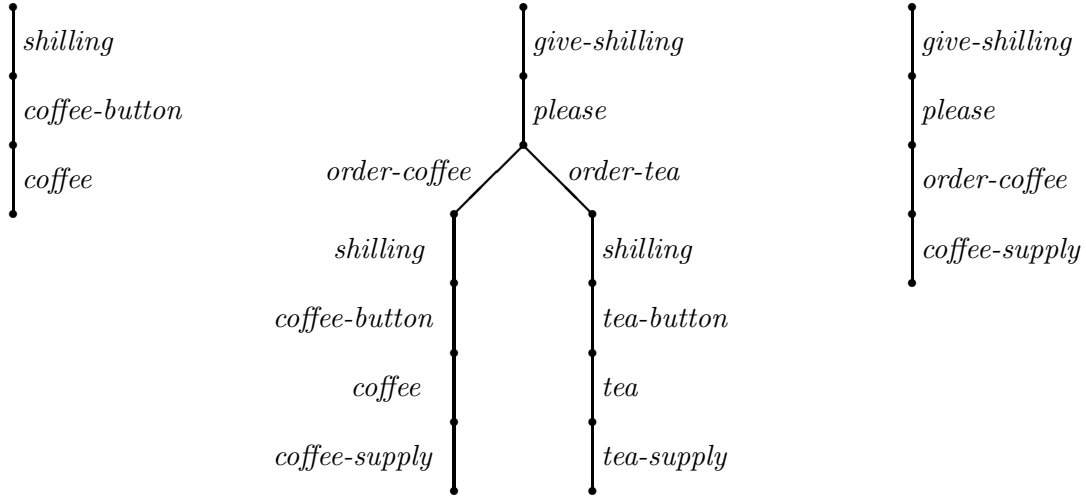 shilling
coffee-button
coffee
give-shilling
please
order-coffee
order-tea
shilling
coffee-button
coffee
coffee-supply
shilling
tea-button
tea
tea-supply
give-shilling
please
order-coffee
coffee-supply